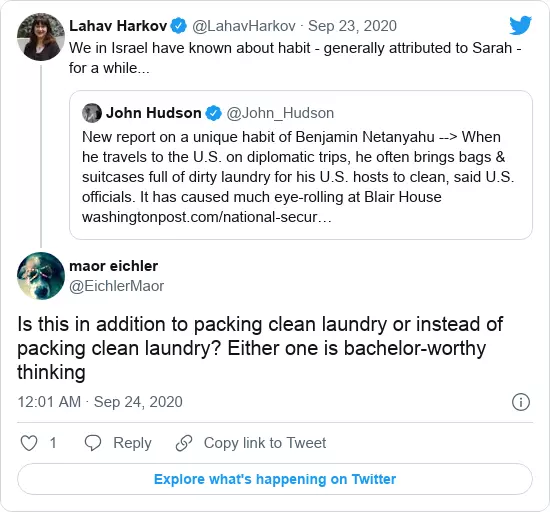 Lahav Harkov @LahavHarkov · Sep 23, 2020
We in Israel have known about habit - generally attributed to Sarah -
for a while...
John Hudson @John_Hudson
New report on a unique habit of Benjamin Netanyahu --> When
he travels to the U.S. on diplomatic trips, he often brings bags &
suitcases full of dirty laundry for his U.S. hosts to clean, said U.S.
officials. It has caused much eye-rolling at Blair House
washingtonpost.com/national-secur…
maor eichler
@EichlerMaor
Is this in addition to packing clean laundry or instead of
packing clean laundry? Either one is bachelor-worthy
thinking
12:01 AM · Sep 24, 2020
1 Reply Copy link to Tweet
Explore what's happening on Twitter